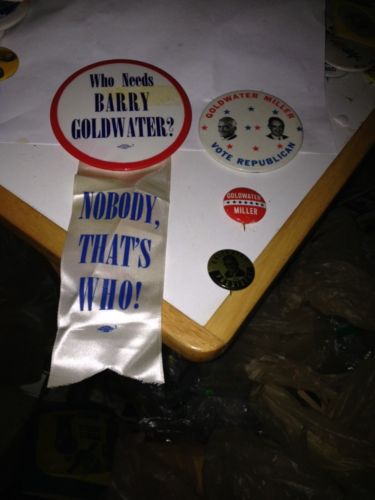 Who Needs
BARRY
GOLDWATER?
NOBODY,
THAT'S
WHO!
GOLDWATER MILLER
VOTE REPUBLICAN
GOLDWATER
MILLER